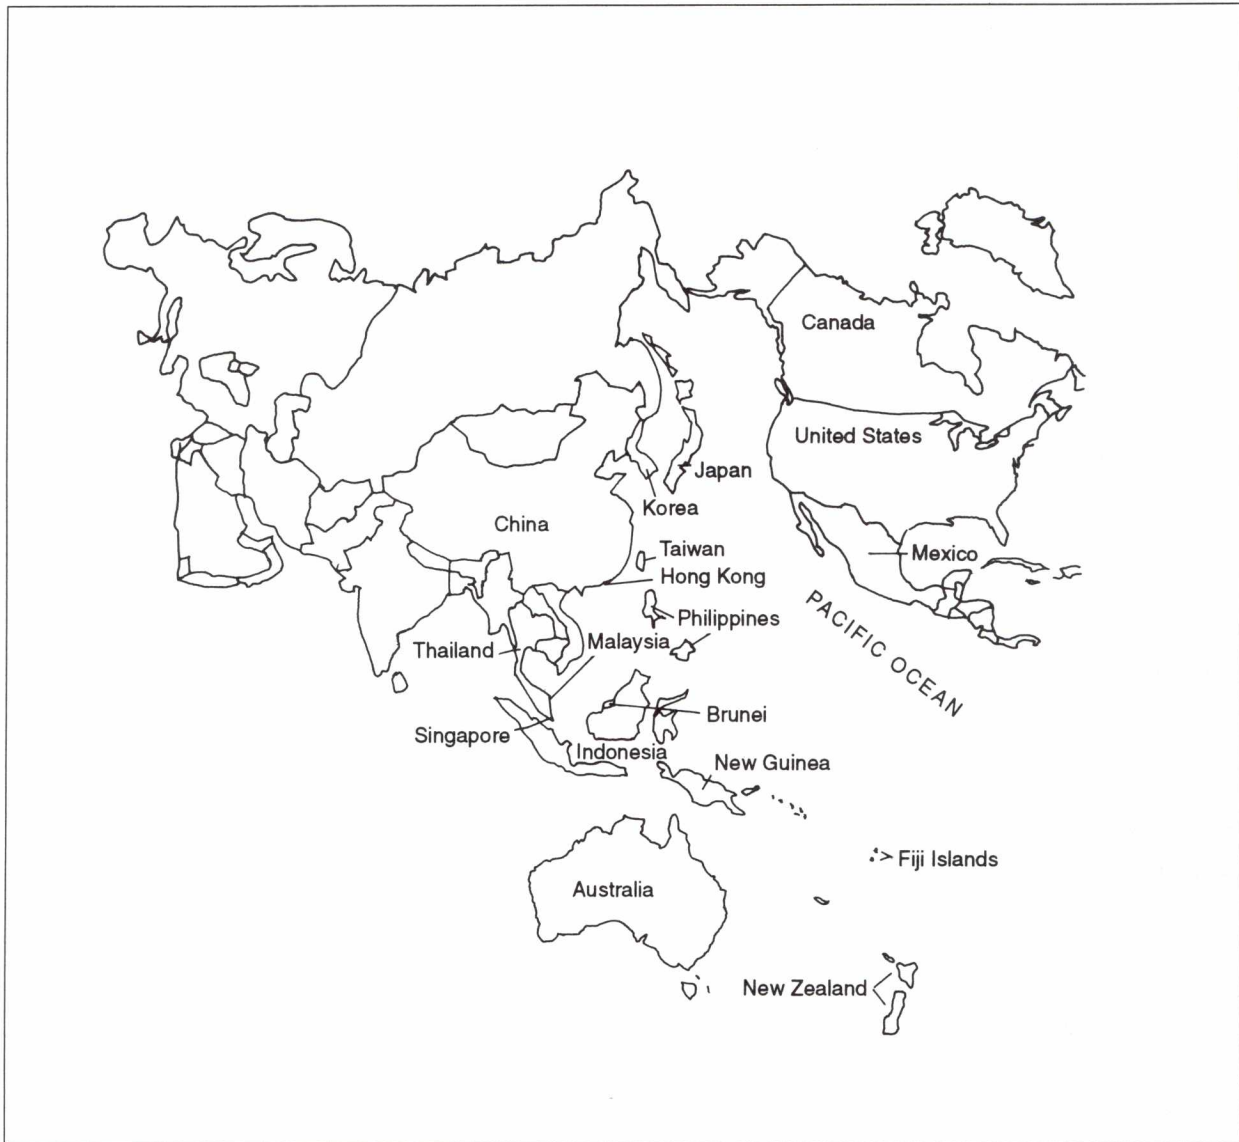 Canada
United States
Japan
Korea
China
Taiwan
Mexico
Hong Kong
PACIFIC OCEAN
Philippines
Malaysia
Thailand
Brunei
Singapore
Indonesia
New Guinea
Fiji Islands
Australia
New Zealand